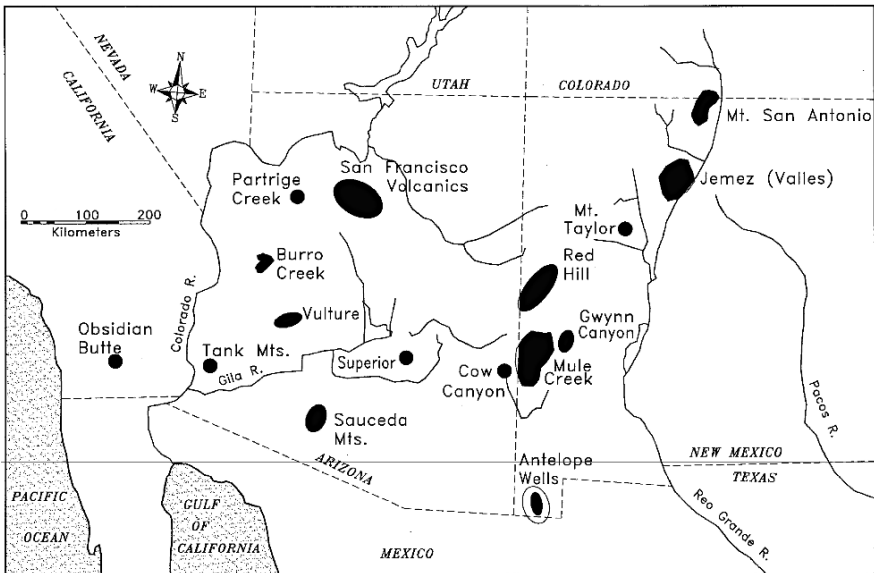 NEVADA
CALIFORNIA
N
W
E
S
UTAH
COLORADO
Mt. San Antonio
San Francisco
Volcanics
Partrige
Creek
Jemez (Valles)
0
100
200
Kilometers
Mt.
Taylor
Burro
Creek
Red
Hill
Colorado R.
Vulture
Gwynn
Canyon
Obsidian
Butte
Tank Mts.
Gila R.
Superior
Cow
Canyon
Mule
Creek
Pacos R.
Sauceda
Mts.
ARIZONA
NEW MEXICO
TEXAS
Antelope
Wells
PACIFIC
OCEAN
GULF
OF
CALIFORNIA
MEXICO
Reo Grande R.